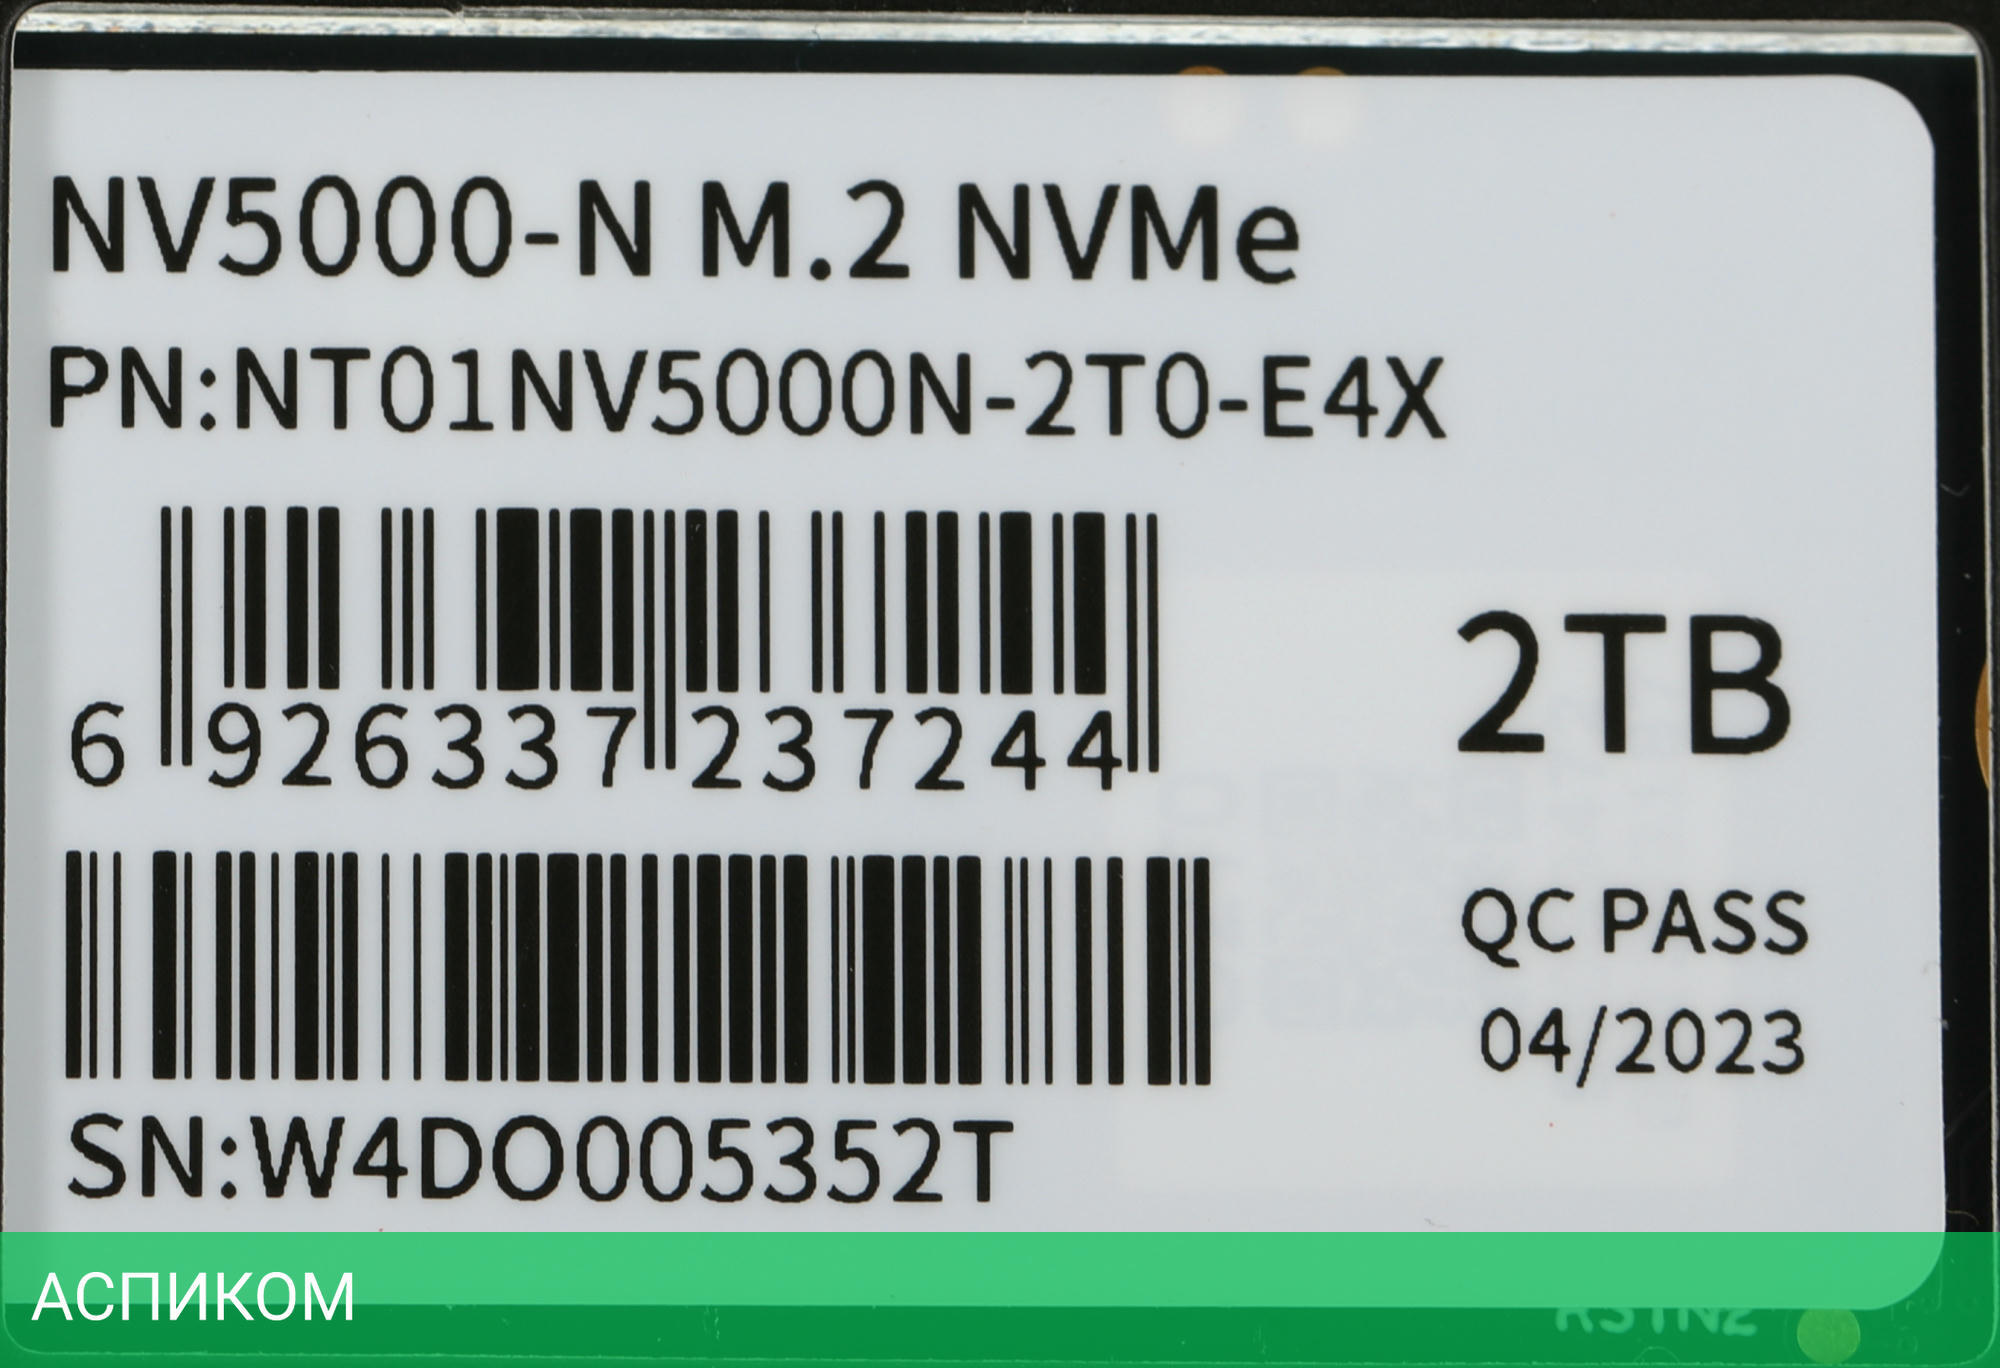 NV5000-N M.2 NVMe
PN:NT01NV5000N-2T0-E4X
6 926337 237244
2TB
QC PASS
04/2023
SN:W4DO005352T
АСПИКОМ